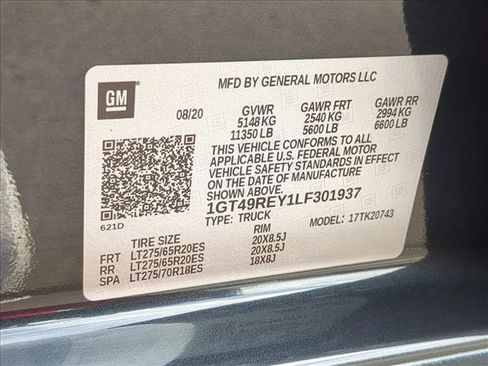 MFD BY GENERAL MOTORS LLC
GM
08/20 GVWR GAWR FRT GAWR RR
5148 KG 2540 KG 2994 KG
11350 LB 5600 LB 6600 LB
THIS VEHICLE CONFORMS TO ALL
APPLICABLE U.S. FEDERAL MOTOR
VEHICLE SAFETY STANDARDS IN EFFECT
ON THE DATE OF MANUFACTURE
SHOWN ABOVE.
1GT49REY1LF301937
621D TYPE: TRUCK MODEL: 17TK20743
TIRE SIZE RIM
FRT LT275/65R20ES 20X8.5J
RR LT275/65R20ES 20X8.5J
SPA LT275/70R18ES 18X8J